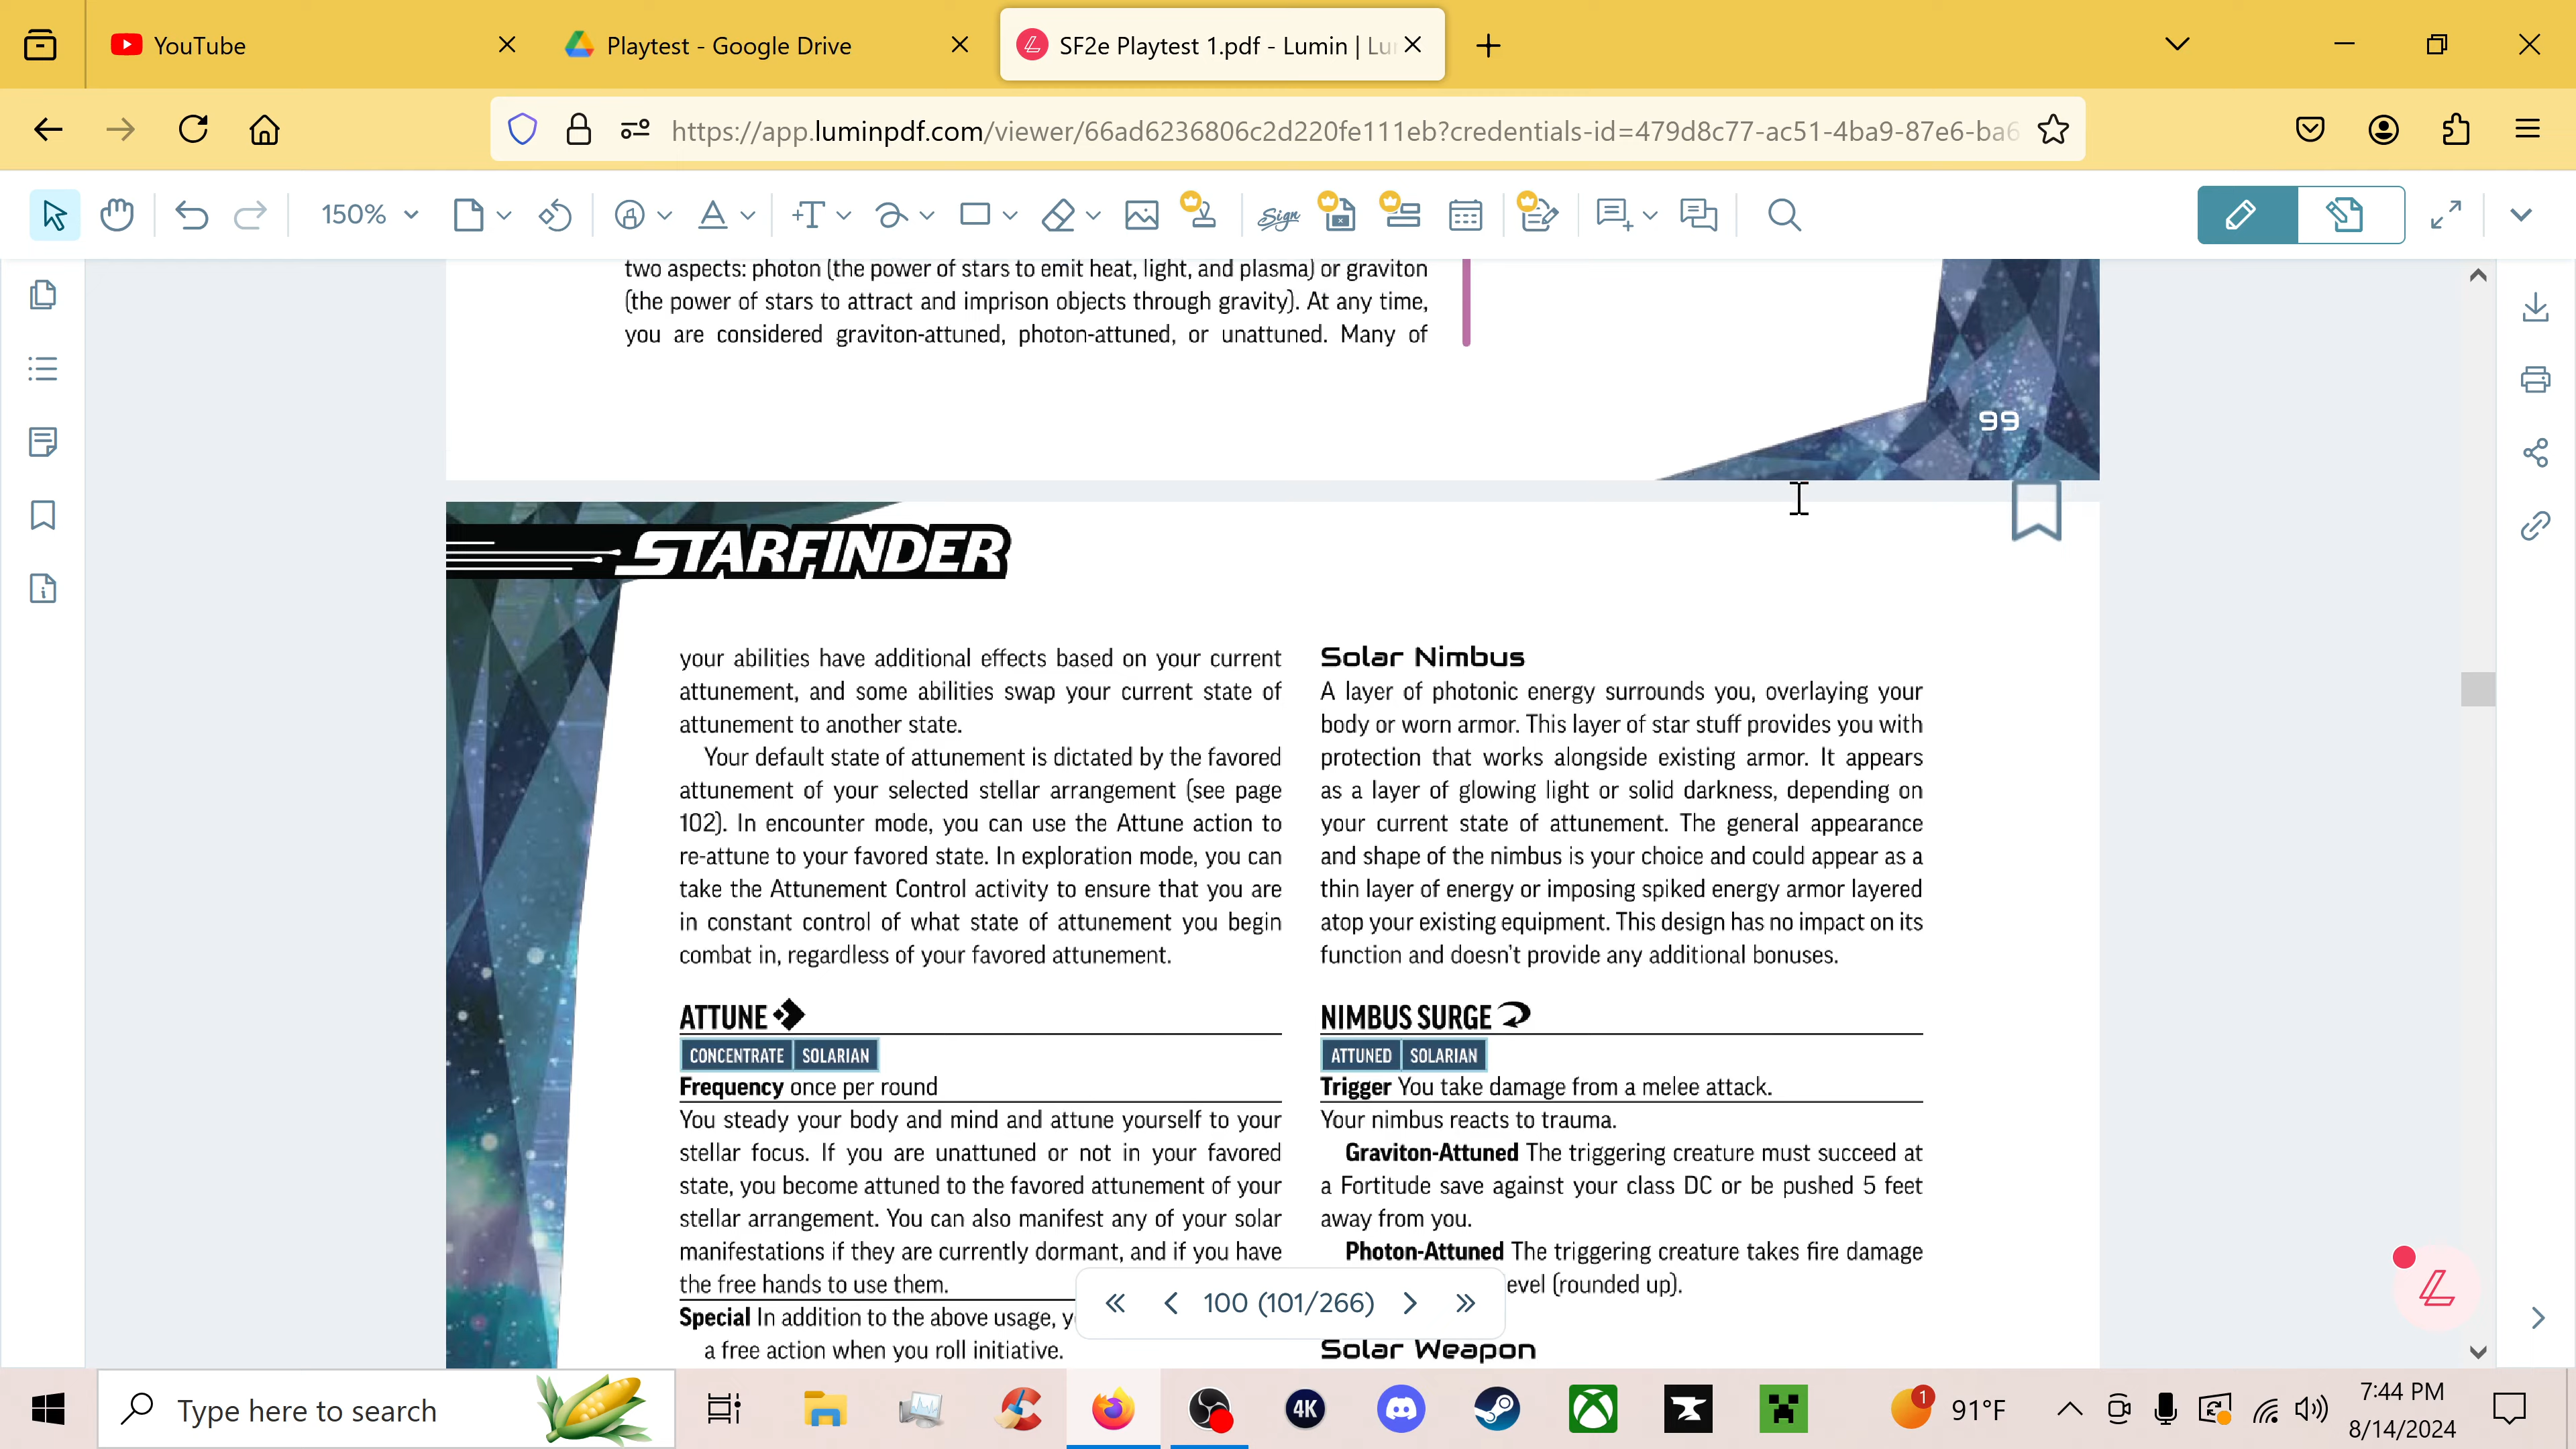 YouTube
Playtest - Google Drive
SF2e Playtest 1.pdf - Lumin | Lu
https://app.luminpdf.com/viewer/66ad6236806c2d220fe111eb?credentials-id=479d8c77-ac51-4ba9-87e6-ba6
150%
T
Sign
two aspects: photon (the power of stars to emit heat, light, and plasma) or graviton
(the power of stars to attract and imprison objects through gravity). At any time,
you are considered graviton-attuned, photon-attuned, or unattuned. Many of
99
STARFINDER
your abilities have additional effects based on your current
attunement, and some abilities swap your current state of
attunement to another state.
Your default state of attunement is dictated by the favored
attunement of your selected stellar arrangement (see page
102). In encounter mode, you can use the Attune action to
re-attune to your favored state. In exploration mode, you can
take the Attunement Control activity to ensure that you are
in constant control of what state of attunement you begin
combat in, regardless of your favored attunement.
ATTUNE
CONCENTRATE SOLARIAN
Frequency once per round
You steady your body and mind and attune yourself to your
stellar focus. If you are unattuned or not in your favored
state, you become attuned to the favored attunement of your
stellar arrangement. You can also manifest any of your solar
manifestations if they are currently dormant, and if you have
the free hands to use them.
Special In addition to the above usage, y
a free action when you roll initiative.
Solar Nimbus
A layer of photonic energy surrounds you, overlaying your
body or worn armor. This layer of star stuff provides you with
protection that works alongside existing armor. It appears
as a layer of glowing light or solid darkness, depending on
your current state of attunement. The general appearance
and shape of the nimbus is your choice and could appear as a
thin layer of energy or imposing spiked energy armor layered
atop your existing equipment. This design has no impact on its
function and doesn't provide any additional bonuses.
NIMBUS SURGE
ATTUNED SOLARIAN
Trigger You take damage from a melee attack.
Your nimbus reacts to trauma.
Graviton-Attuned The triggering creature must succeed at
a Fortitude save against your class DC or be pushed 5 feet
away from you.
Photon-Attuned The triggering creature takes fire damage
evel (rounded up).
Solar Weapon
100 (101/266)
Type here to search
4K
1
91°F
7:44 PM
8/14/2024